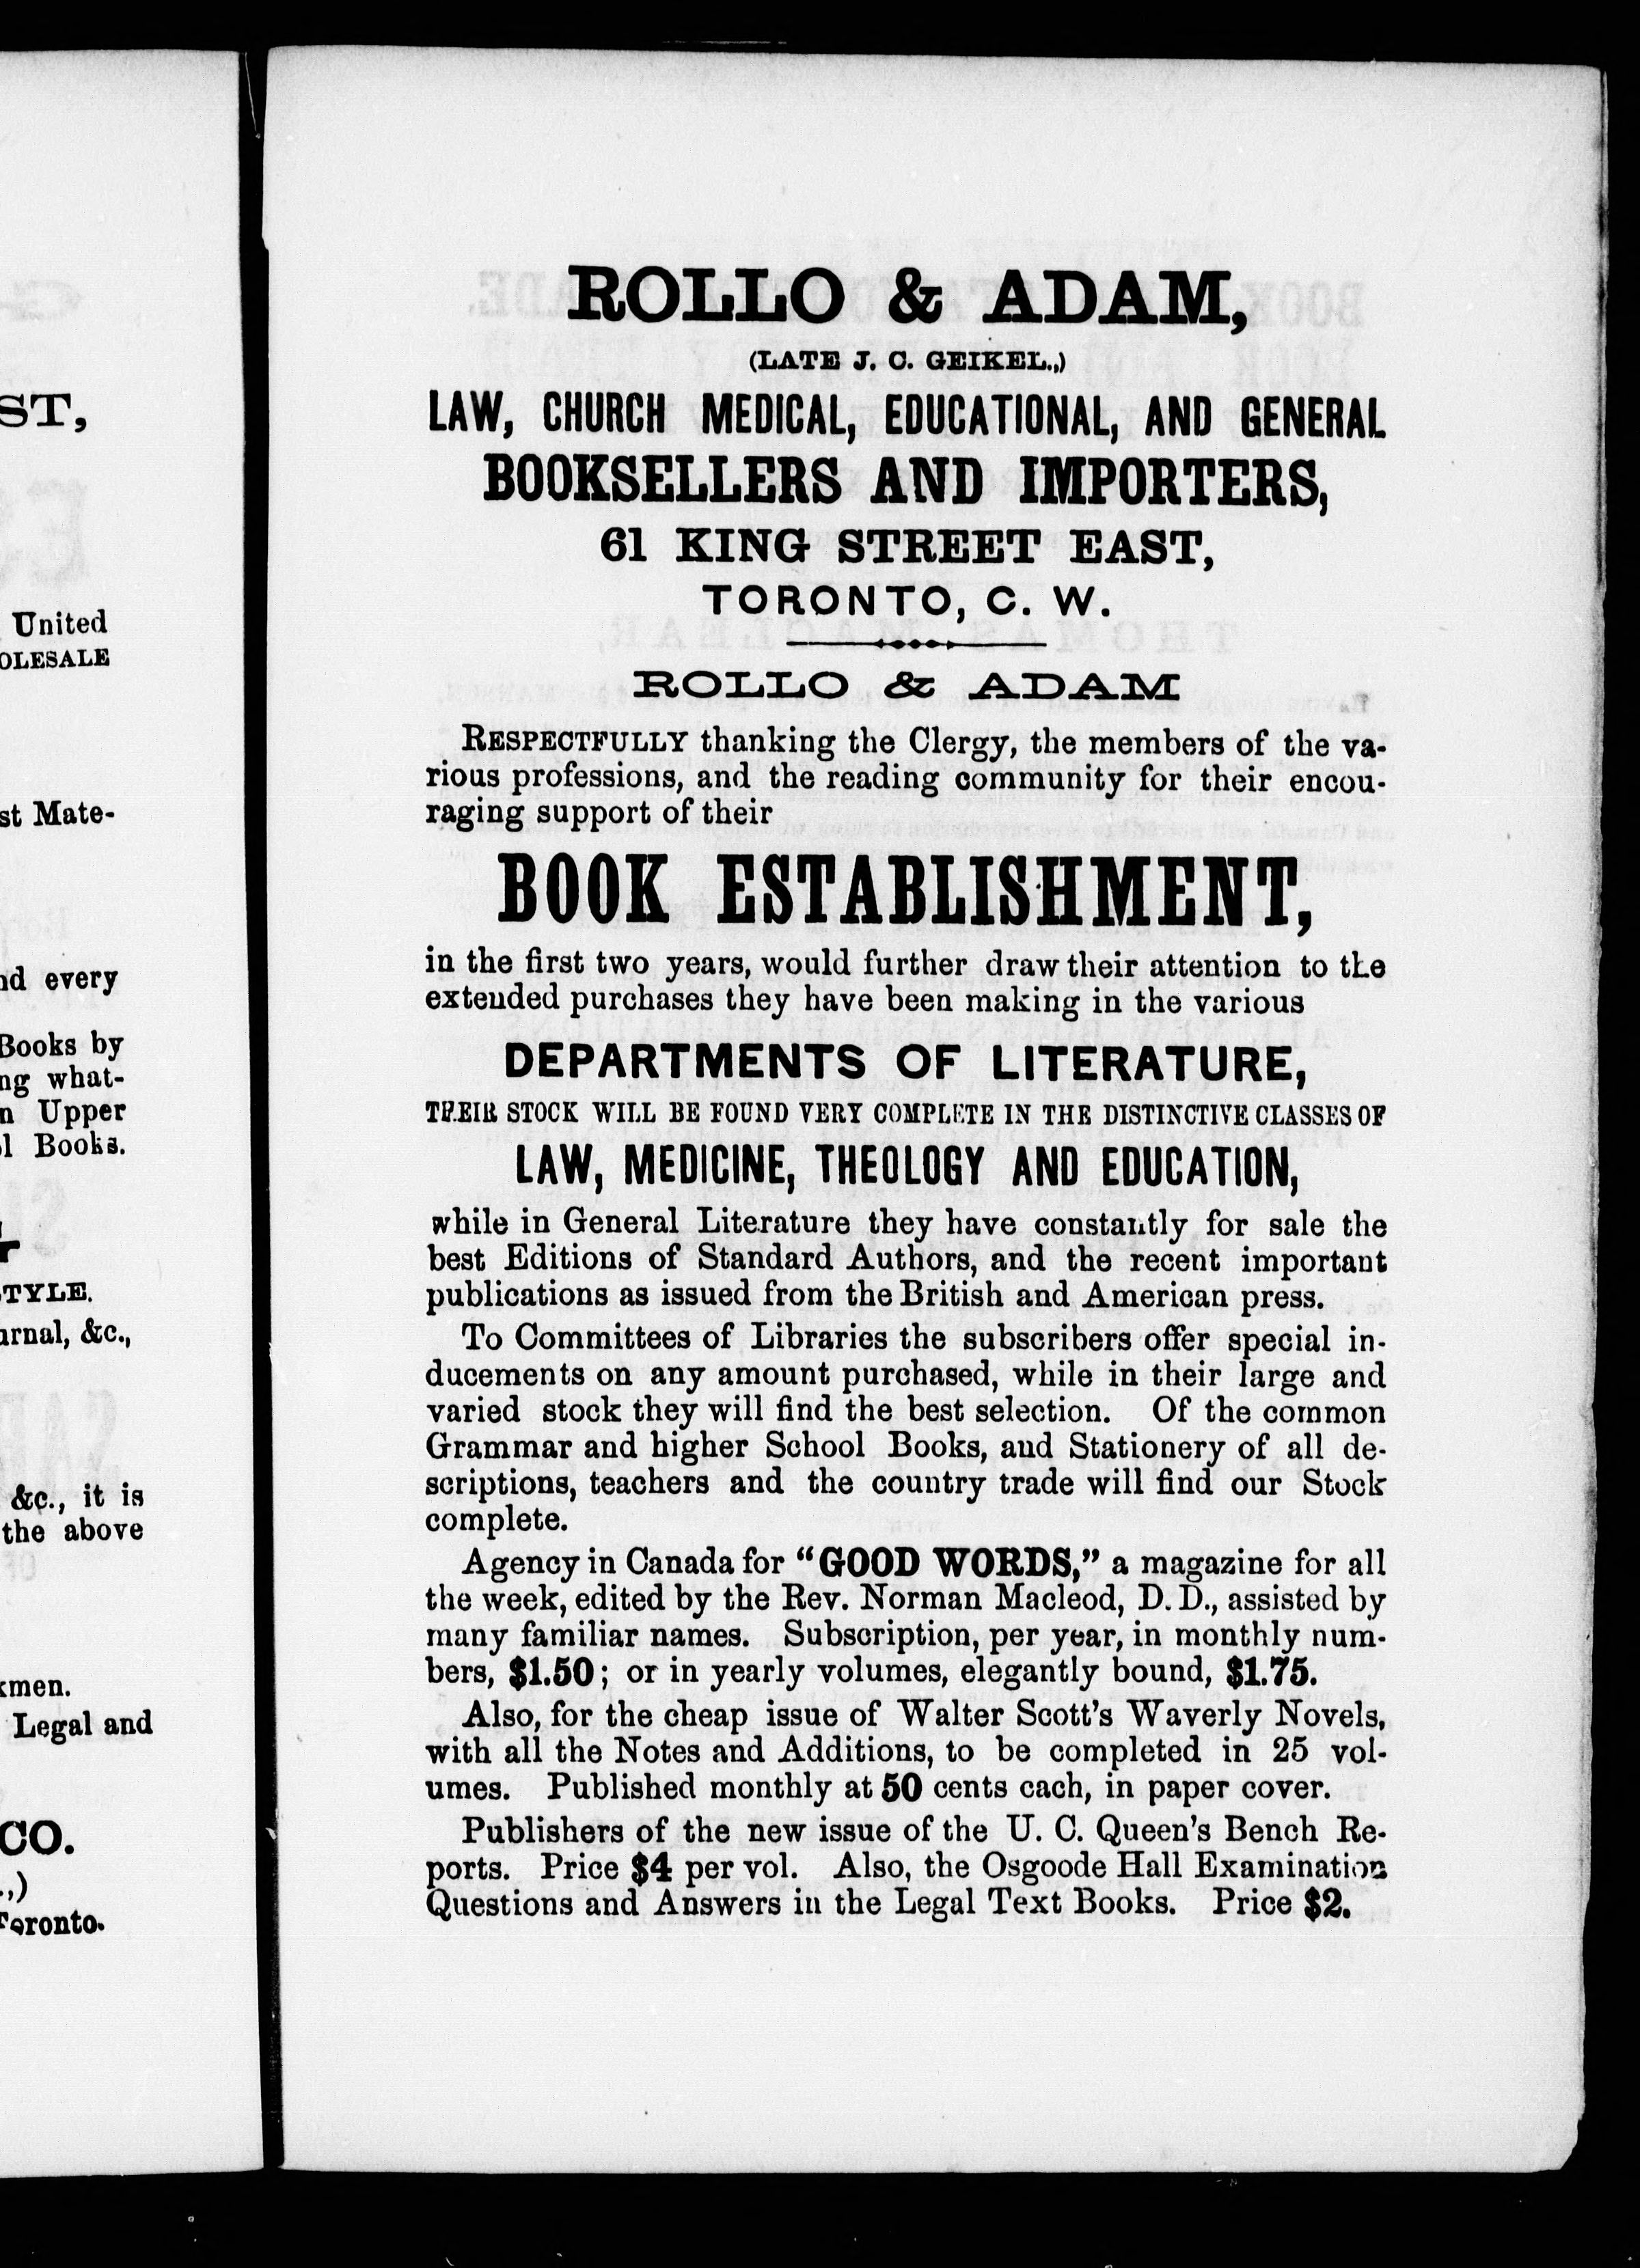 ST,
United
OLESALE
st Mate-
nd every
Books by
ng what-
n Upper
ol Books.
STYLE.
urnal, &c.,
&c., it is
the above
kmen.
Legal and
CO.
.,)
Toronto.
ROLLO & ADAM,
(LATE J. C. GEIKEL.,)
LAW, CHURCH MEDICAL, EDUCATIONAL, AND GENERAL
BOOKSELLERS AND IMPORTERS,
61 KING STREET EAST,
TORONTO, C. W.
ROLLO & ADAM
RESPECTFULLY thanking the Clergy, the members of the va-
rious professions, and the reading community for their encou-
raging support of their
BOOK ESTABLISHMENT,
in the first two years, would further draw their attention to the
extended purchases they have been making in the various
DEPARTMENTS OF LITERATURE,
THEIR STOCK WILL BE FOUND VERY COMPLETE IN THE DISTINCTIVE CLASSES OF
LAW, MEDICINE, THEOLOGY AND EDUCATION,
while in General Literature they have constantly for sale the
best Editions of Standard Authors, and the recent important
publications as issued from the British and American press.
To Committees of Libraries the subscribers offer special in-
ducements on any amount purchased, while in their large and
varied stock they will find the best selection. Of the common
Grammar and higher School Books, and Stationery of all de-
scriptions, teachers and the country trade will find our Stock
complete.
Agency in Canada for "GOOD WORDS," a magazine for all
the week, edited by the Rev. Norman Macleod, D. D., assisted by
many familiar names. Subscription, per year, in monthly num-
bers, $1.50; or in yearly volumes, elegantly bound, $1.75.
Also, for the cheap issue of Walter Scott's Waverly Novels,
with all the Notes and Additions, to be completed in 25 vol-
umes. Published monthly at 50 cents cach, in paper cover.
Publishers of the new issue of the U. C. Queen's Bench Re-
ports. Price $4 per vol. Also, the Osgoode Hall Examination
Questions and Answers in the Legal Text Books. Price $2.